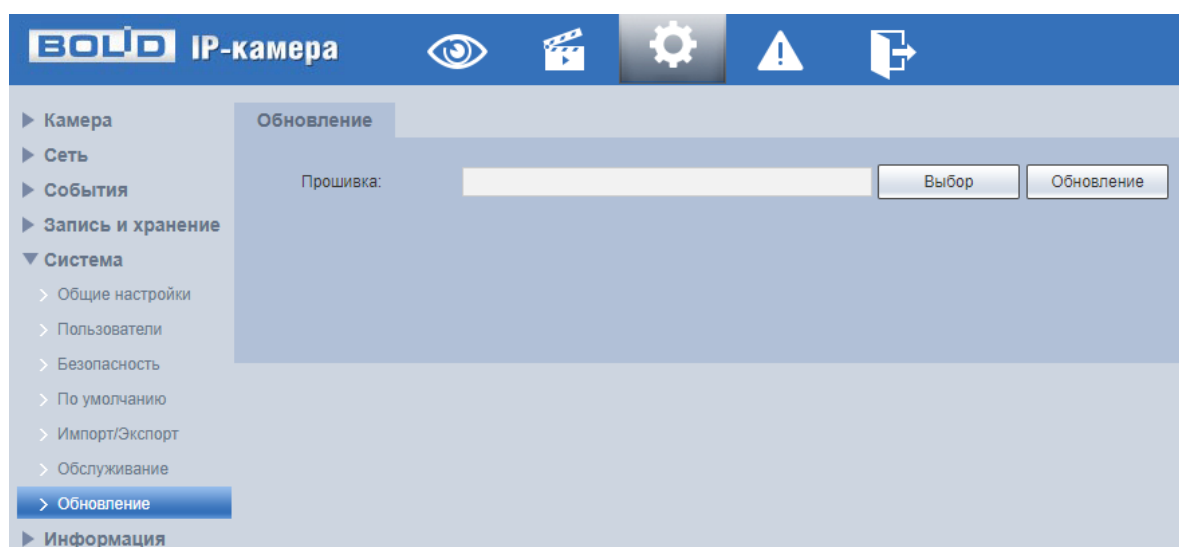 BOLID IP-камера
Камера
Сеть
События
Запись и хранение
Система
Общие настройки
Пользователи
Безопасность
По умолчанию
Импорт/Экспорт
Обслуживание
Обновление
Информация
Обновление
Прошивка:
Выбор
Обновление